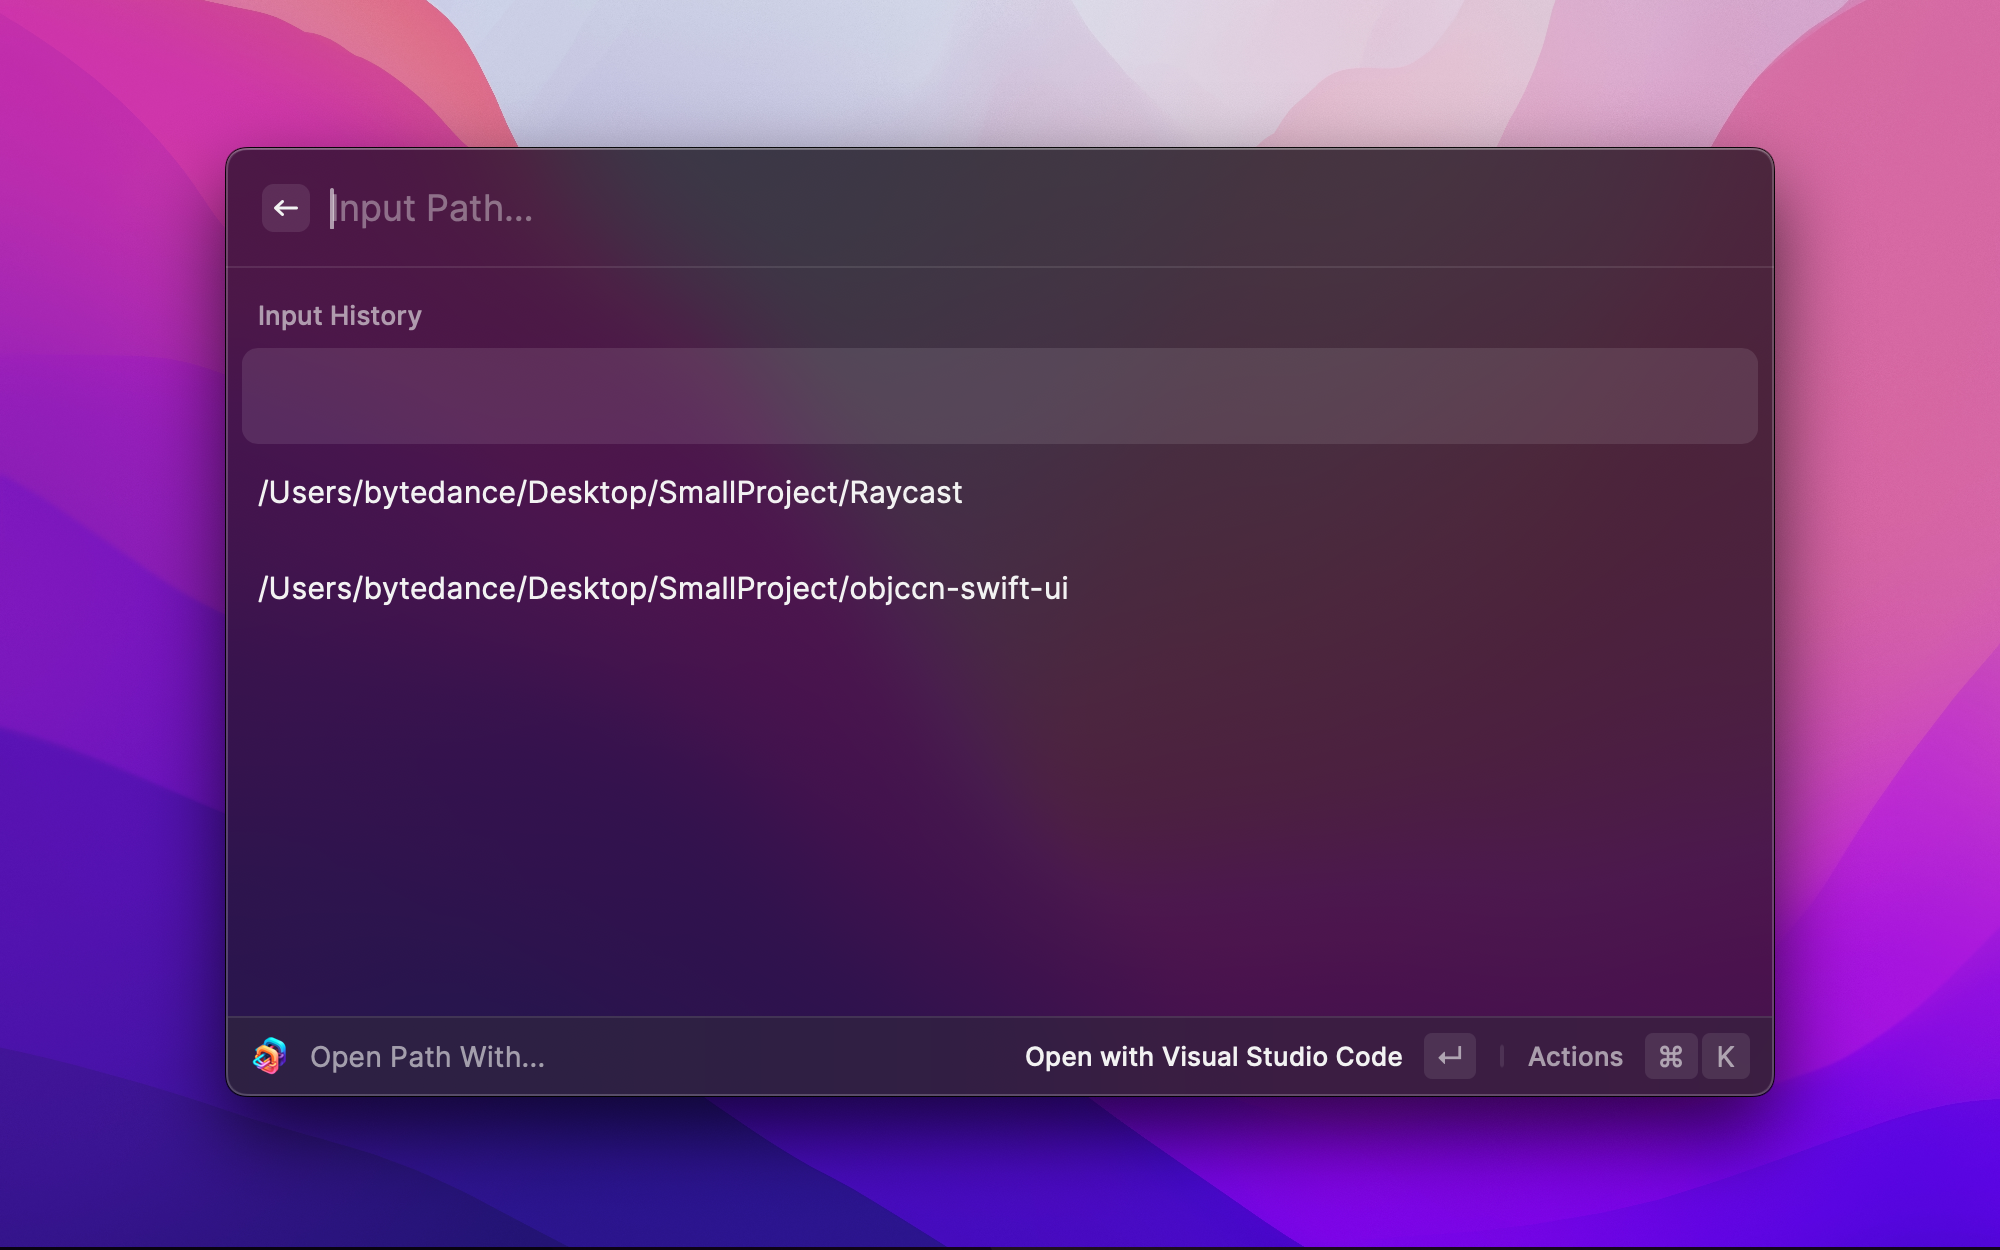 Input Path...
Input History
/Users/bytedance/Desktop/SmallProject/Raycast
/Users/bytedance/Desktop/SmallProject/objccn-swift-ui
Open Path With...
Open with Visual Studio Code ↵ | Actions ⌘ K